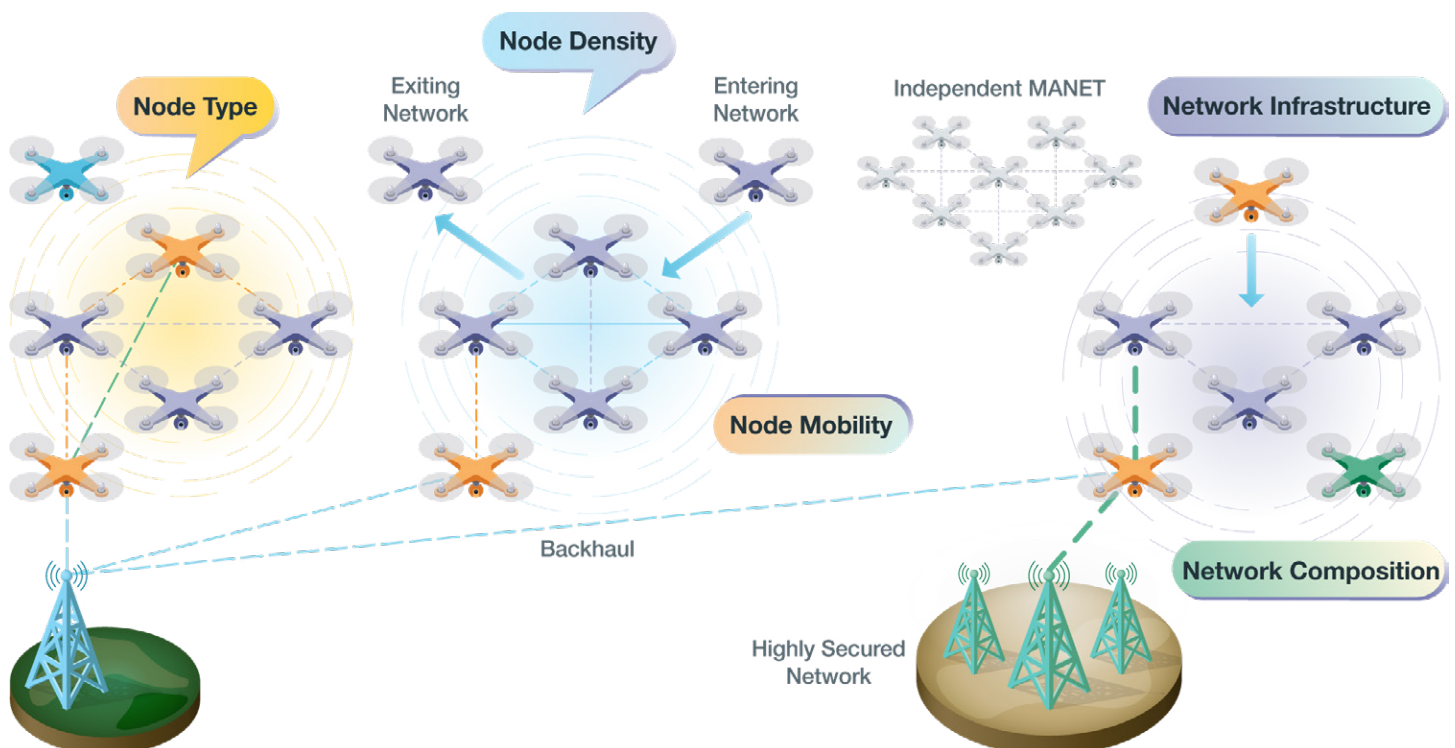 Node Type
Node Density
Exiting
Network
Entering
Network
Independent MANET
Network Infrastructure
Node Mobility
Backhaul
Network Composition
Highly Secured
Network